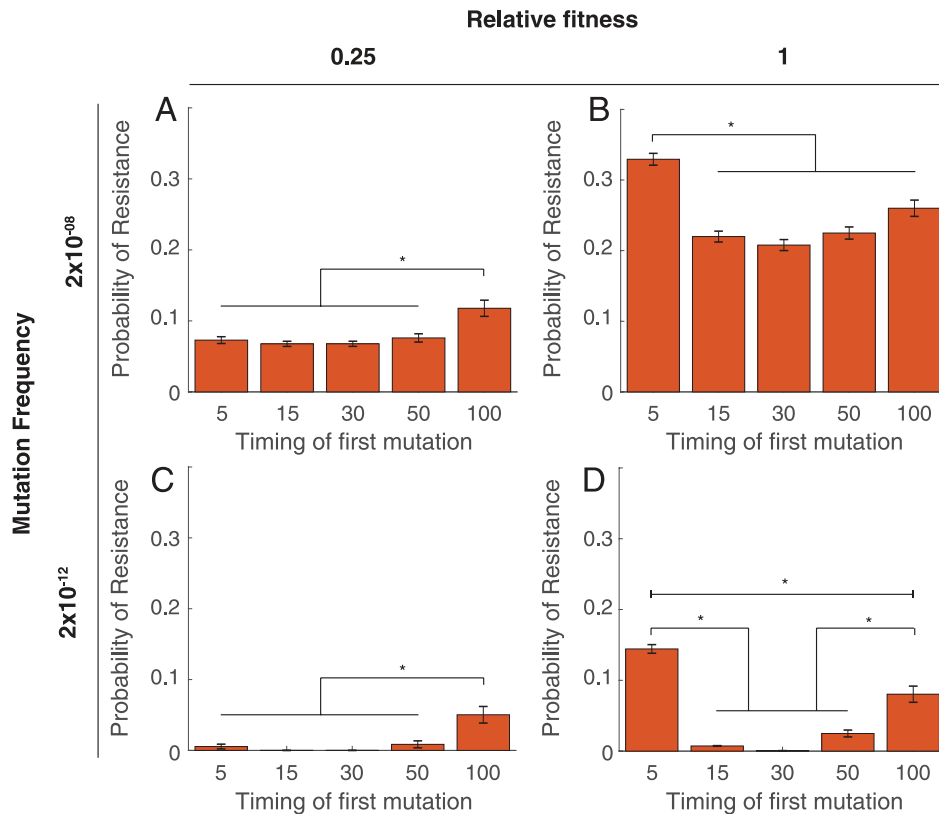 Relative fitness
0.25 1
Mutation Frequency
2x10-08
2x10-12
A
Probability of Resistance
0.3
0.2
0.1
0
*
5 15 30 50 100
Timing of first mutation
B
Probability of Resistance
0.3
0.2
0.1
0
*
5 15 30 50 100
Timing of first mutation
C
Probability of Resistance
0.3
0.2
0.1
0
*
5 15 30 50 100
Timing of first mutation
D
Probability of Resistance
0.3
0.2
0.1
0
*
* *
5 15 30 50 100
Timing of first mutation